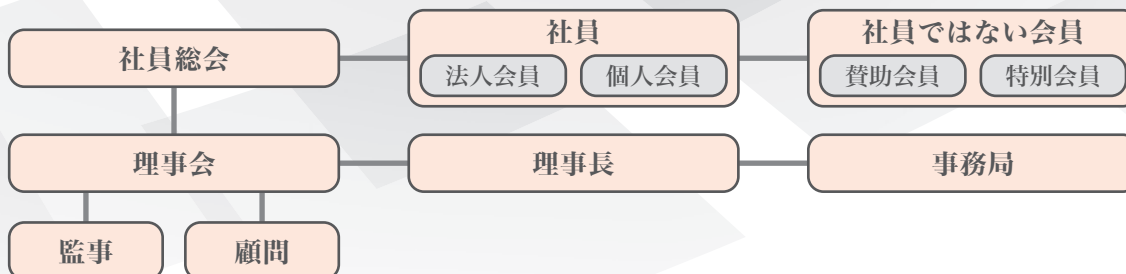 社員総会
社員
法人会員
個人会員
社員ではない会員
賛助会員
特別会員
理事会
理事長
事務局
監事
顧問